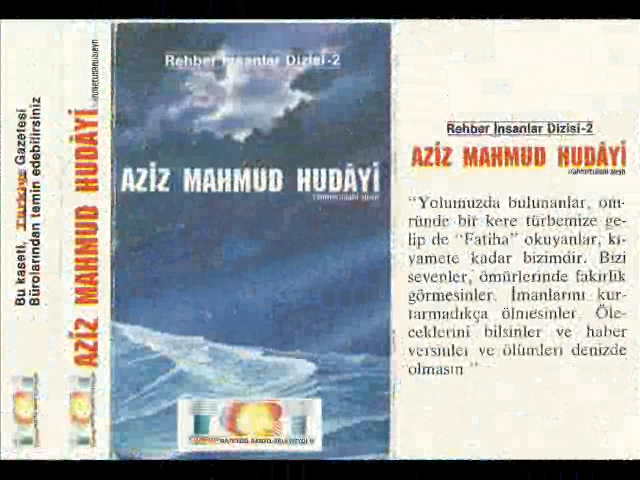 Bu kaseti, Türkiye Gazetesi
Bürolarından temin edebilirsiniz
AZİZ MAHMUD HUDÂYİ
Rehber İnsanlar Dizisi-2
AZİZ MAHMUD HUDÂYİ
Rehber İnsanlar Dizisi-2
AZİZ MAHMUD HUDÂYİ
"Yolumuzda bulunanlar, öm-
ründe bir kere türbemize ge-
lip de "Fatiha" okuyanlar, kı-
yamete kadar bizimdir. Bizi
sevenler, ömürlerinde fakirlik
görmesinler. İmanlarını kur-
tarmadıkça ölmesinler. Öle-
ceklerini bilsinler ve haber
versinler ve ölümleri denizde
olmasın"